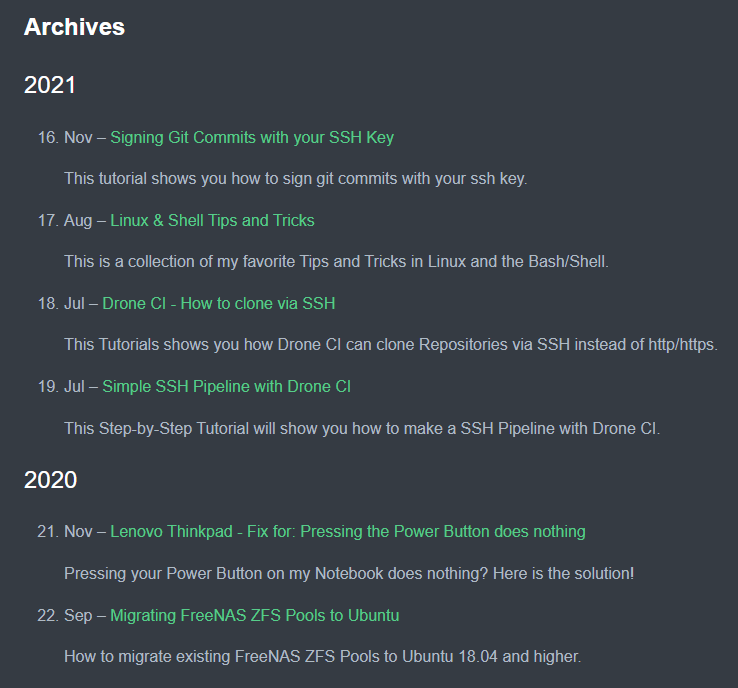 Archives
2021
16. Nov – Signing Git Commits with your SSH Key
This tutorial shows you how to sign git commits with your ssh key.
17. Aug – Linux & Shell Tips and Tricks
This is a collection of my favorite Tips and Tricks in Linux and the Bash/Shell.
18. Jul – Drone CI - How to clone via SSH
This Tutorials shows you how Drone CI can clone Repositories via SSH instead of http/https.
19. Jul – Simple SSH Pipeline with Drone CI
This Step-by-Step Tutorial will show you how to make a SSH Pipeline with Drone CI.
2020
21. Nov – Lenovo Thinkpad - Fix for: Pressing the Power Button does nothing
Pressing your Power Button on my Notebook does nothing? Here is the solution!
22. Sep – Migrating FreeNAS ZFS Pools to Ubuntu
How to migrate existing FreeNAS ZFS Pools to Ubuntu 18.04 and higher.